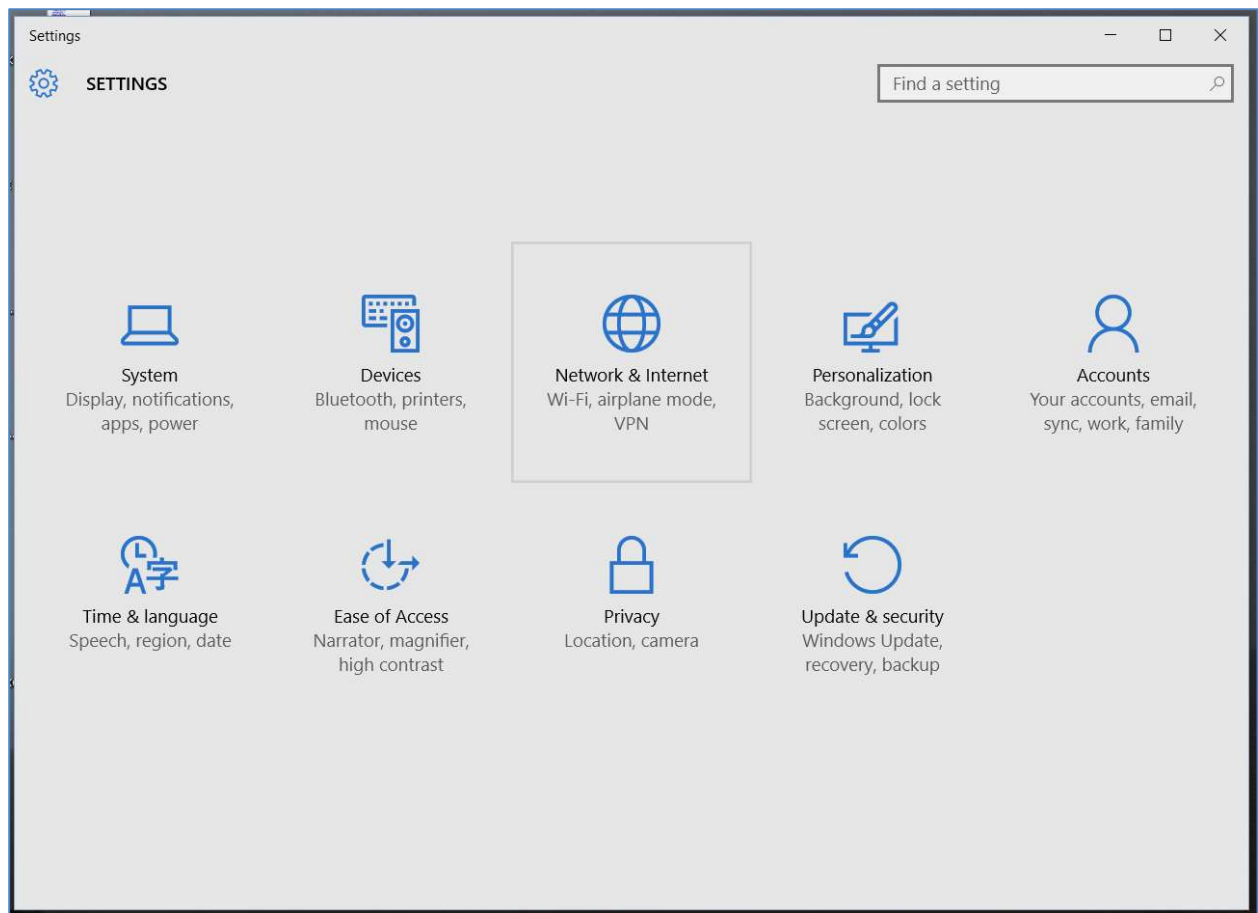 Settings
SETTINGS
Find a setting
System
Display, notifications,
apps, power
Devices
Bluetooth, printers,
mouse
Network & Internet
Wi-Fi, airplane mode,
VPN
Personalization
Background, lock
screen, colors
Accounts
Your accounts, email,
sync, work, family
Time & language
Speech, region, date
Ease of Access
Narrator, magnifier,
high contrast
Privacy
Location, camera
Update & security
Windows Update,
recovery, backup